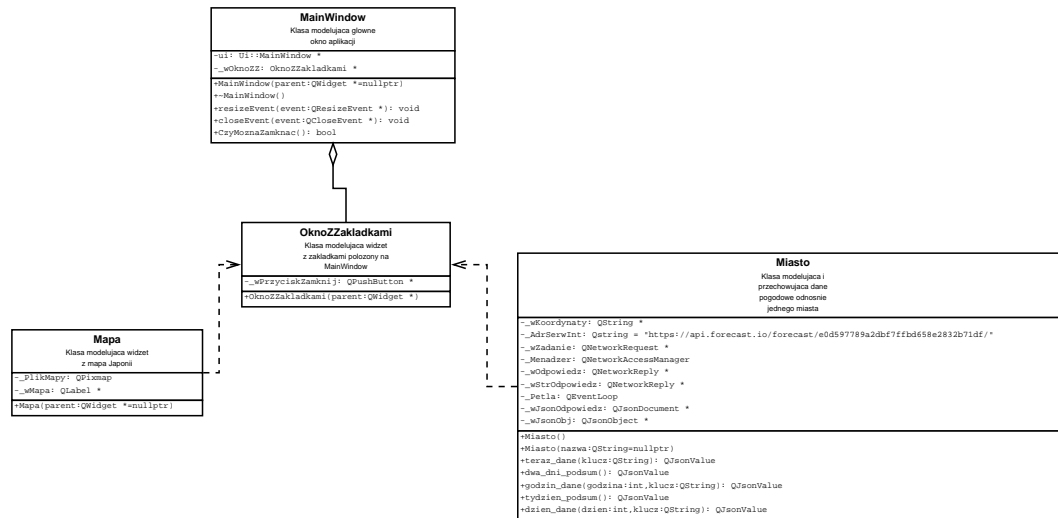 MainWindow
Klasa modelujaca glowne
okno aplikacji
-ui: Ui::MainWindow *
-_wOknoZZ: OknoZZakladkami *
+MainWindow(parent:QWidget *=nullptr)
+~MainWindow()
+resizeEvent(event:QResizeEvent *): void
+closeEvent(event:QCloseEvent *): void
+CzyMoznaZamknac(): bool
OknoZZakladkami
Klasa modelujaca widzet
z zakladkami polozony na
MainWindow
-_wPrzyciskZamknij: QPushButton *
+OknoZZakladkami(parent:QWidget *)
Mapa
Klasa modelujaca widzet
z mapa Japonii
-_PlikMapy: QPixmap
-_wMapa: QLabel *
+Mapa(parent:QWidget *=nullptr)
Miasto
Klasa modelujaca i
przechowujaca dane
pogodowe odnosnie
jednego miasta
-_wKoordynaty: QString *
-_AdrSerwInt: Qstring = "https://api.forecast.io/forecast/e0d597789a2dbf7ffbd658e2832b71df/"
-_wZadanie: QNetworkRequest *
-_Menadzer: QNetworkAccessManager
-_wOdpowiedz: QNetworkReply *
-_wStrOdpowiedz: QNetworkReply *
-_Petla: QEventLoop
-_wJsonOdpowiedz: QJsonDocument *
-_wJsonObj: QJsonObject *
+Miasto()
+Miasto(nazwa:QString=nullptr)
+teraz_dane(klucz:QString): QJsonValue
+dwa_dni_podsum(): QJsonValue
+godzin_dane(godzina:int,klucz:QString): QJsonValue
+tydzien_podsum(): QJsonValue
+dzien_dane(dzien:int,klucz:QString): QJsonValue